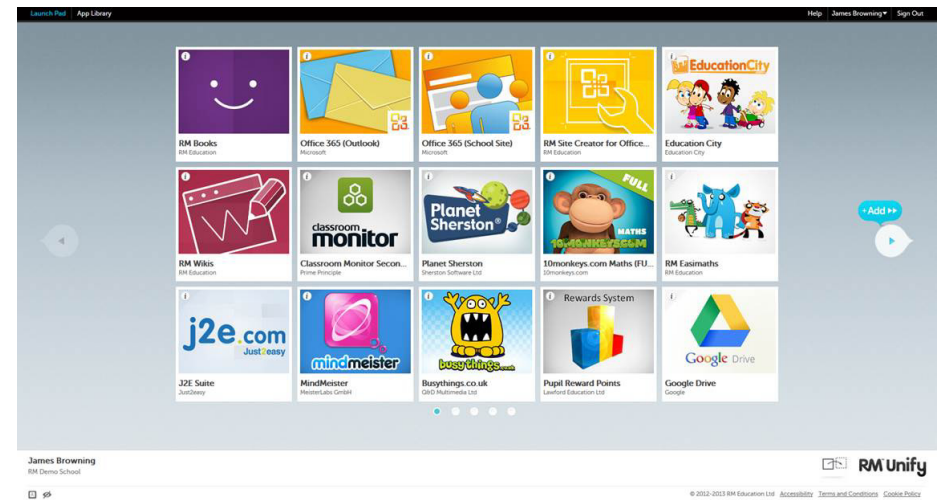 Launch Pad App Library Help James Browning Sign Out
EducationCity
RM Books Office 365 (Outlook) Office 365 (School Site) RM Site Creator for Office... Education City
RM Education Microsoft Microsoft RM Education Education City
W classroom monitor Planet Sherston® FULL MATHS 10MONKEYS.COM
+Add
RM Wikis Classroom Monitor Secon... Planet Sherston 10monkeys.com Maths (FU... RM Easimaths
RM Education Prime Principle Sherston Software Ltd 10monkeys.com RM Education
j2e.com Just2easy mindmeister busythings.co.uk Rewards System Google Drive
J2E Suite MindMeister Busythings.co.uk Pupil Reward Points Google Drive
Just2easy MeisterLabs GmbH Q&D Multimedia Ltd Lawford Education Ltd Google
James Browning
RM Demo School
RM Unify
© 2012-2013 RM Education Ltd Accessibility Terms and Conditions Cookie Policy